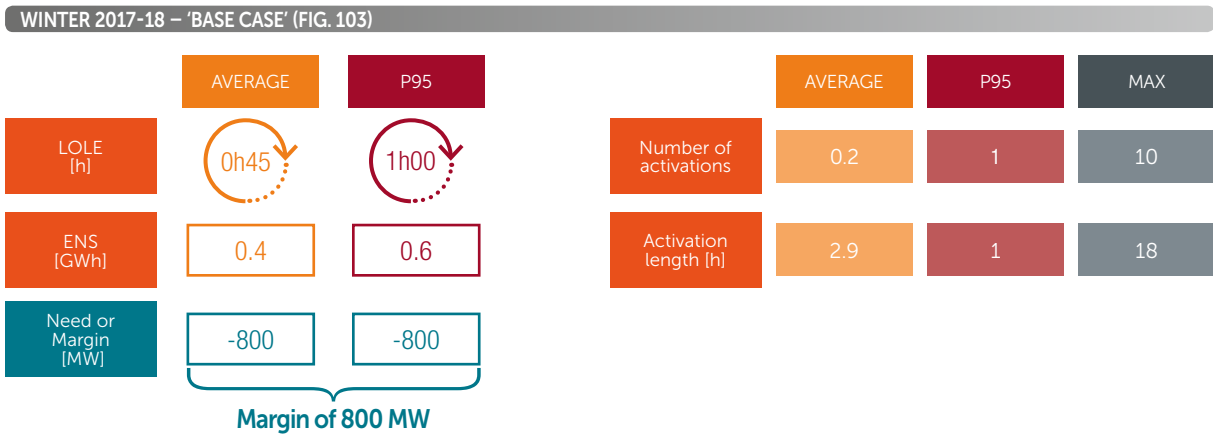 WINTER 2017-18 – 'BASE CASE' (FIG. 103)
AVERAGE P95
LOLE
[h]
0h45 1h00
ENS
[GWh]
0.4 0.6
Need or
Margin
[MW]
-800 -800
Margin of 800 MW
AVERAGE P95 MAX
Number of
activations
0.2 1 10
Activation
length [h]
2.9 1 18